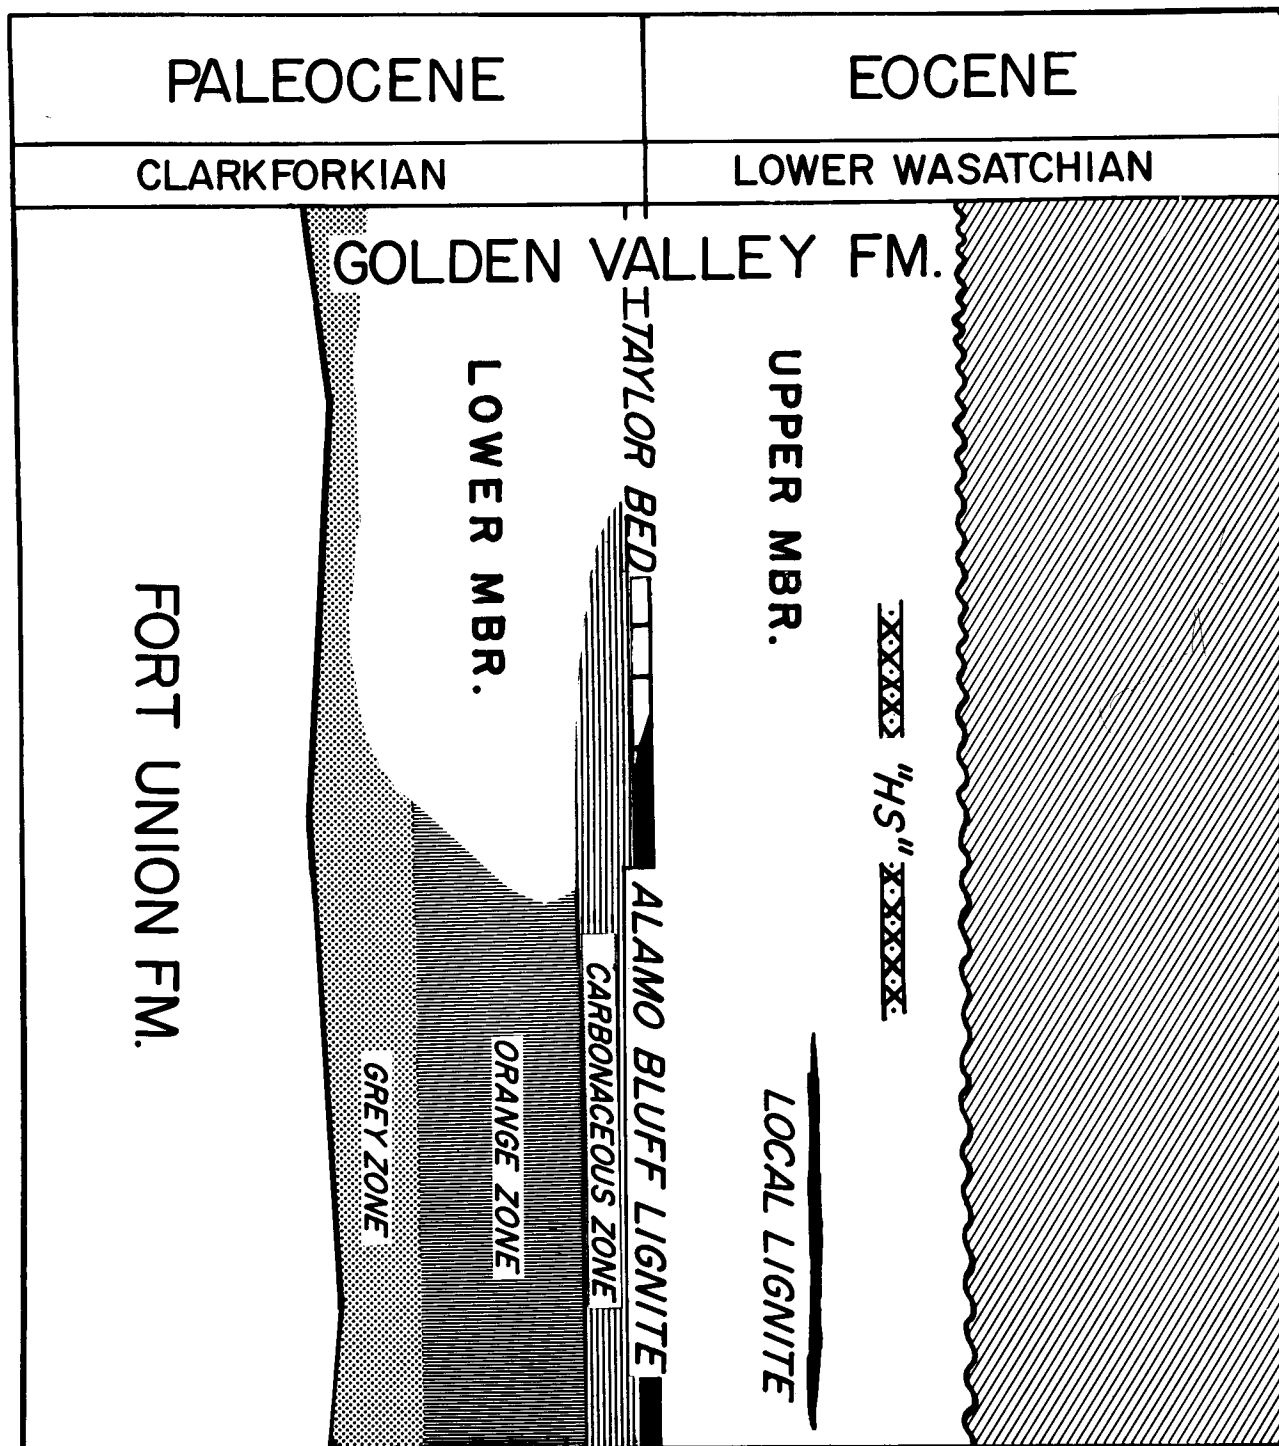 PALEOCENE
EOCENE
CLARKFORKIAN
LOWER WASATCHIAN
GOLDEN VALLEY FM.
FORT UNION FM.
GREY ZONE
LOWER MBR.
ORANGE ZONE
CARBONACEOUS ZONE
TAYLOR BED
ALAMO BLUFF LIGNITE
UPPER MBR.
LOCAL LIGNITE
"HS"